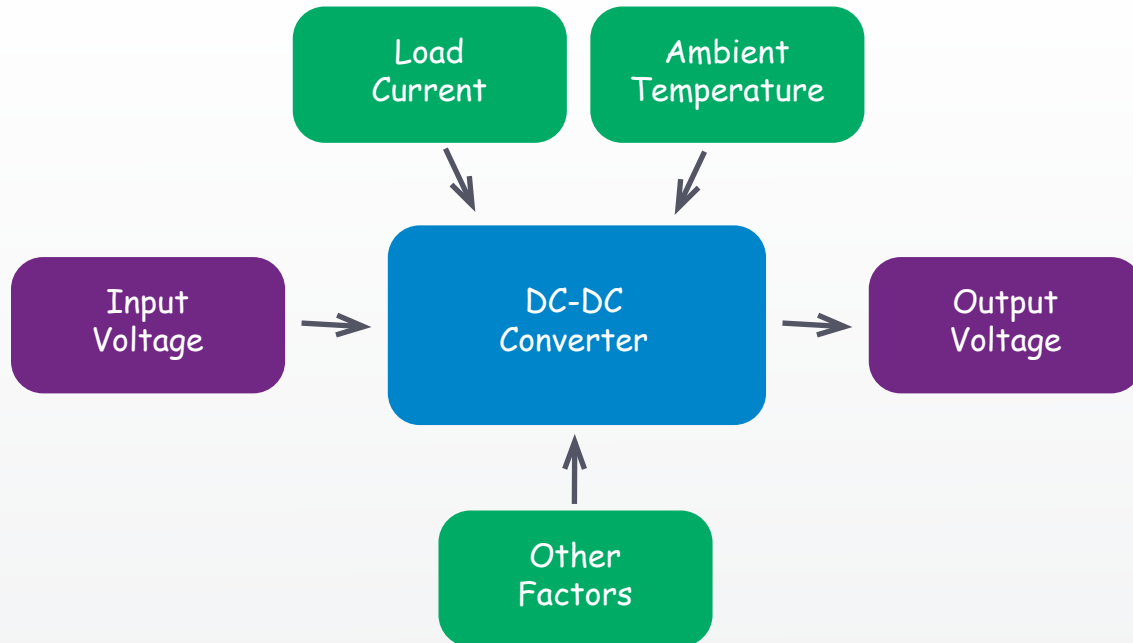 Load
Current
Ambient
Temperature
Input
Voltage
DC-DC
Converter
Output
Voltage
Other
Factors